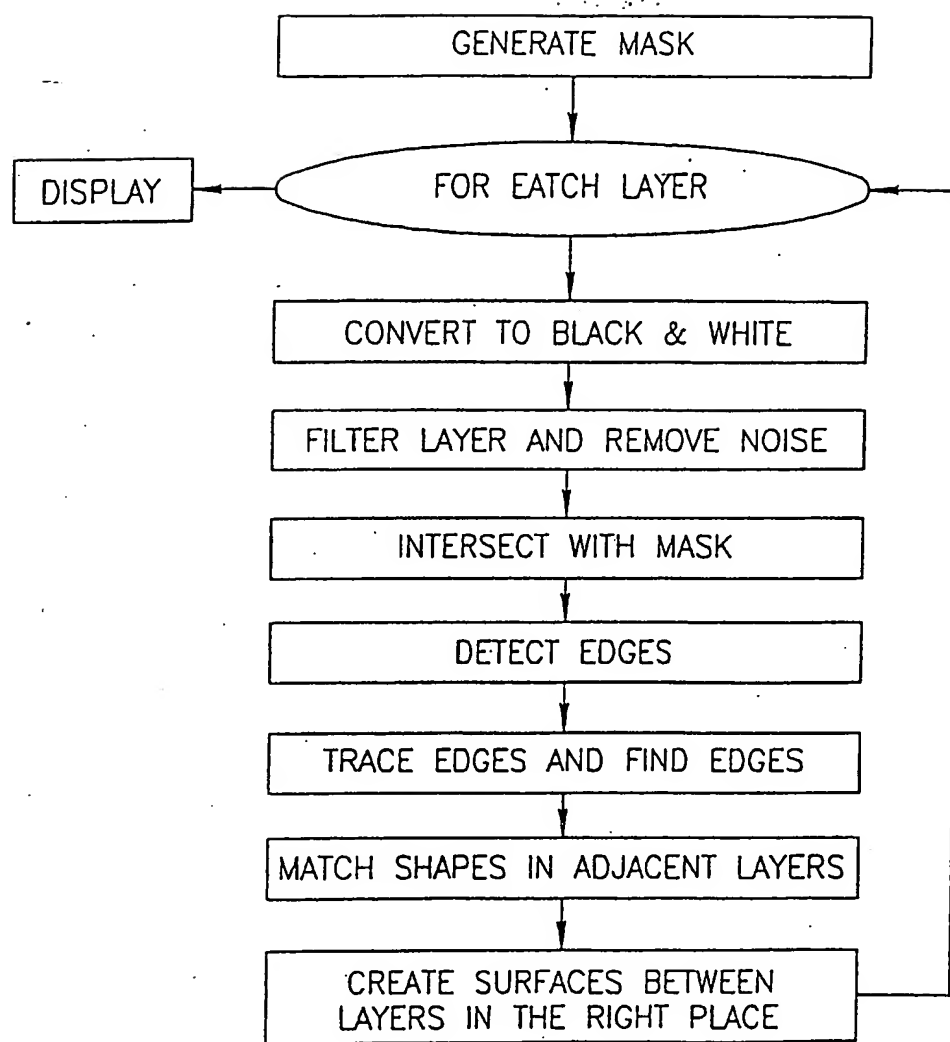 GENERATE MASK
DISPLAY
FOR EATCH LAYER
CONVERT TO BLACK & WHITE
FILTER LAYER AND REMOVE NOISE
INTERSECT WITH MASK
DETECT EDGES
TRACE EDGES AND FIND EDGES
MATCH SHAPES IN ADJACENT LAYERS
CREATE SURFACES BETWEEN
LAYERS IN THE RIGHT PLACE